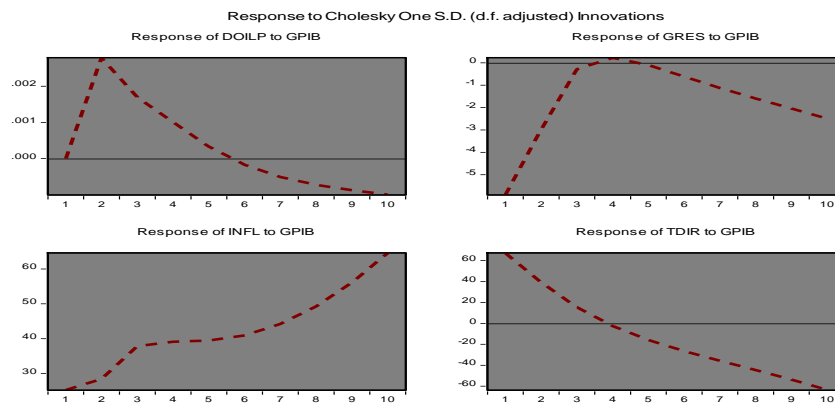 Response to Cholesky One S.D. (d.f. adjusted) Innovations
Response of DOILP to GPIB
.002
.001
.000
1 2 3 4 5 6 7 8 9 10
Response of GRES to GPIB
0
-1
-2
-3
-4
-5
1 2 3 4 5 6 7 8 9 10
Response of INFL to GPIB
60
50
40
30
1 2 3 4 5 6 7 8 9 10
Response of TDIR to GPIB
60
40
20
0
-20
-40
-60
1 2 3 4 5 6 7 8 9 10